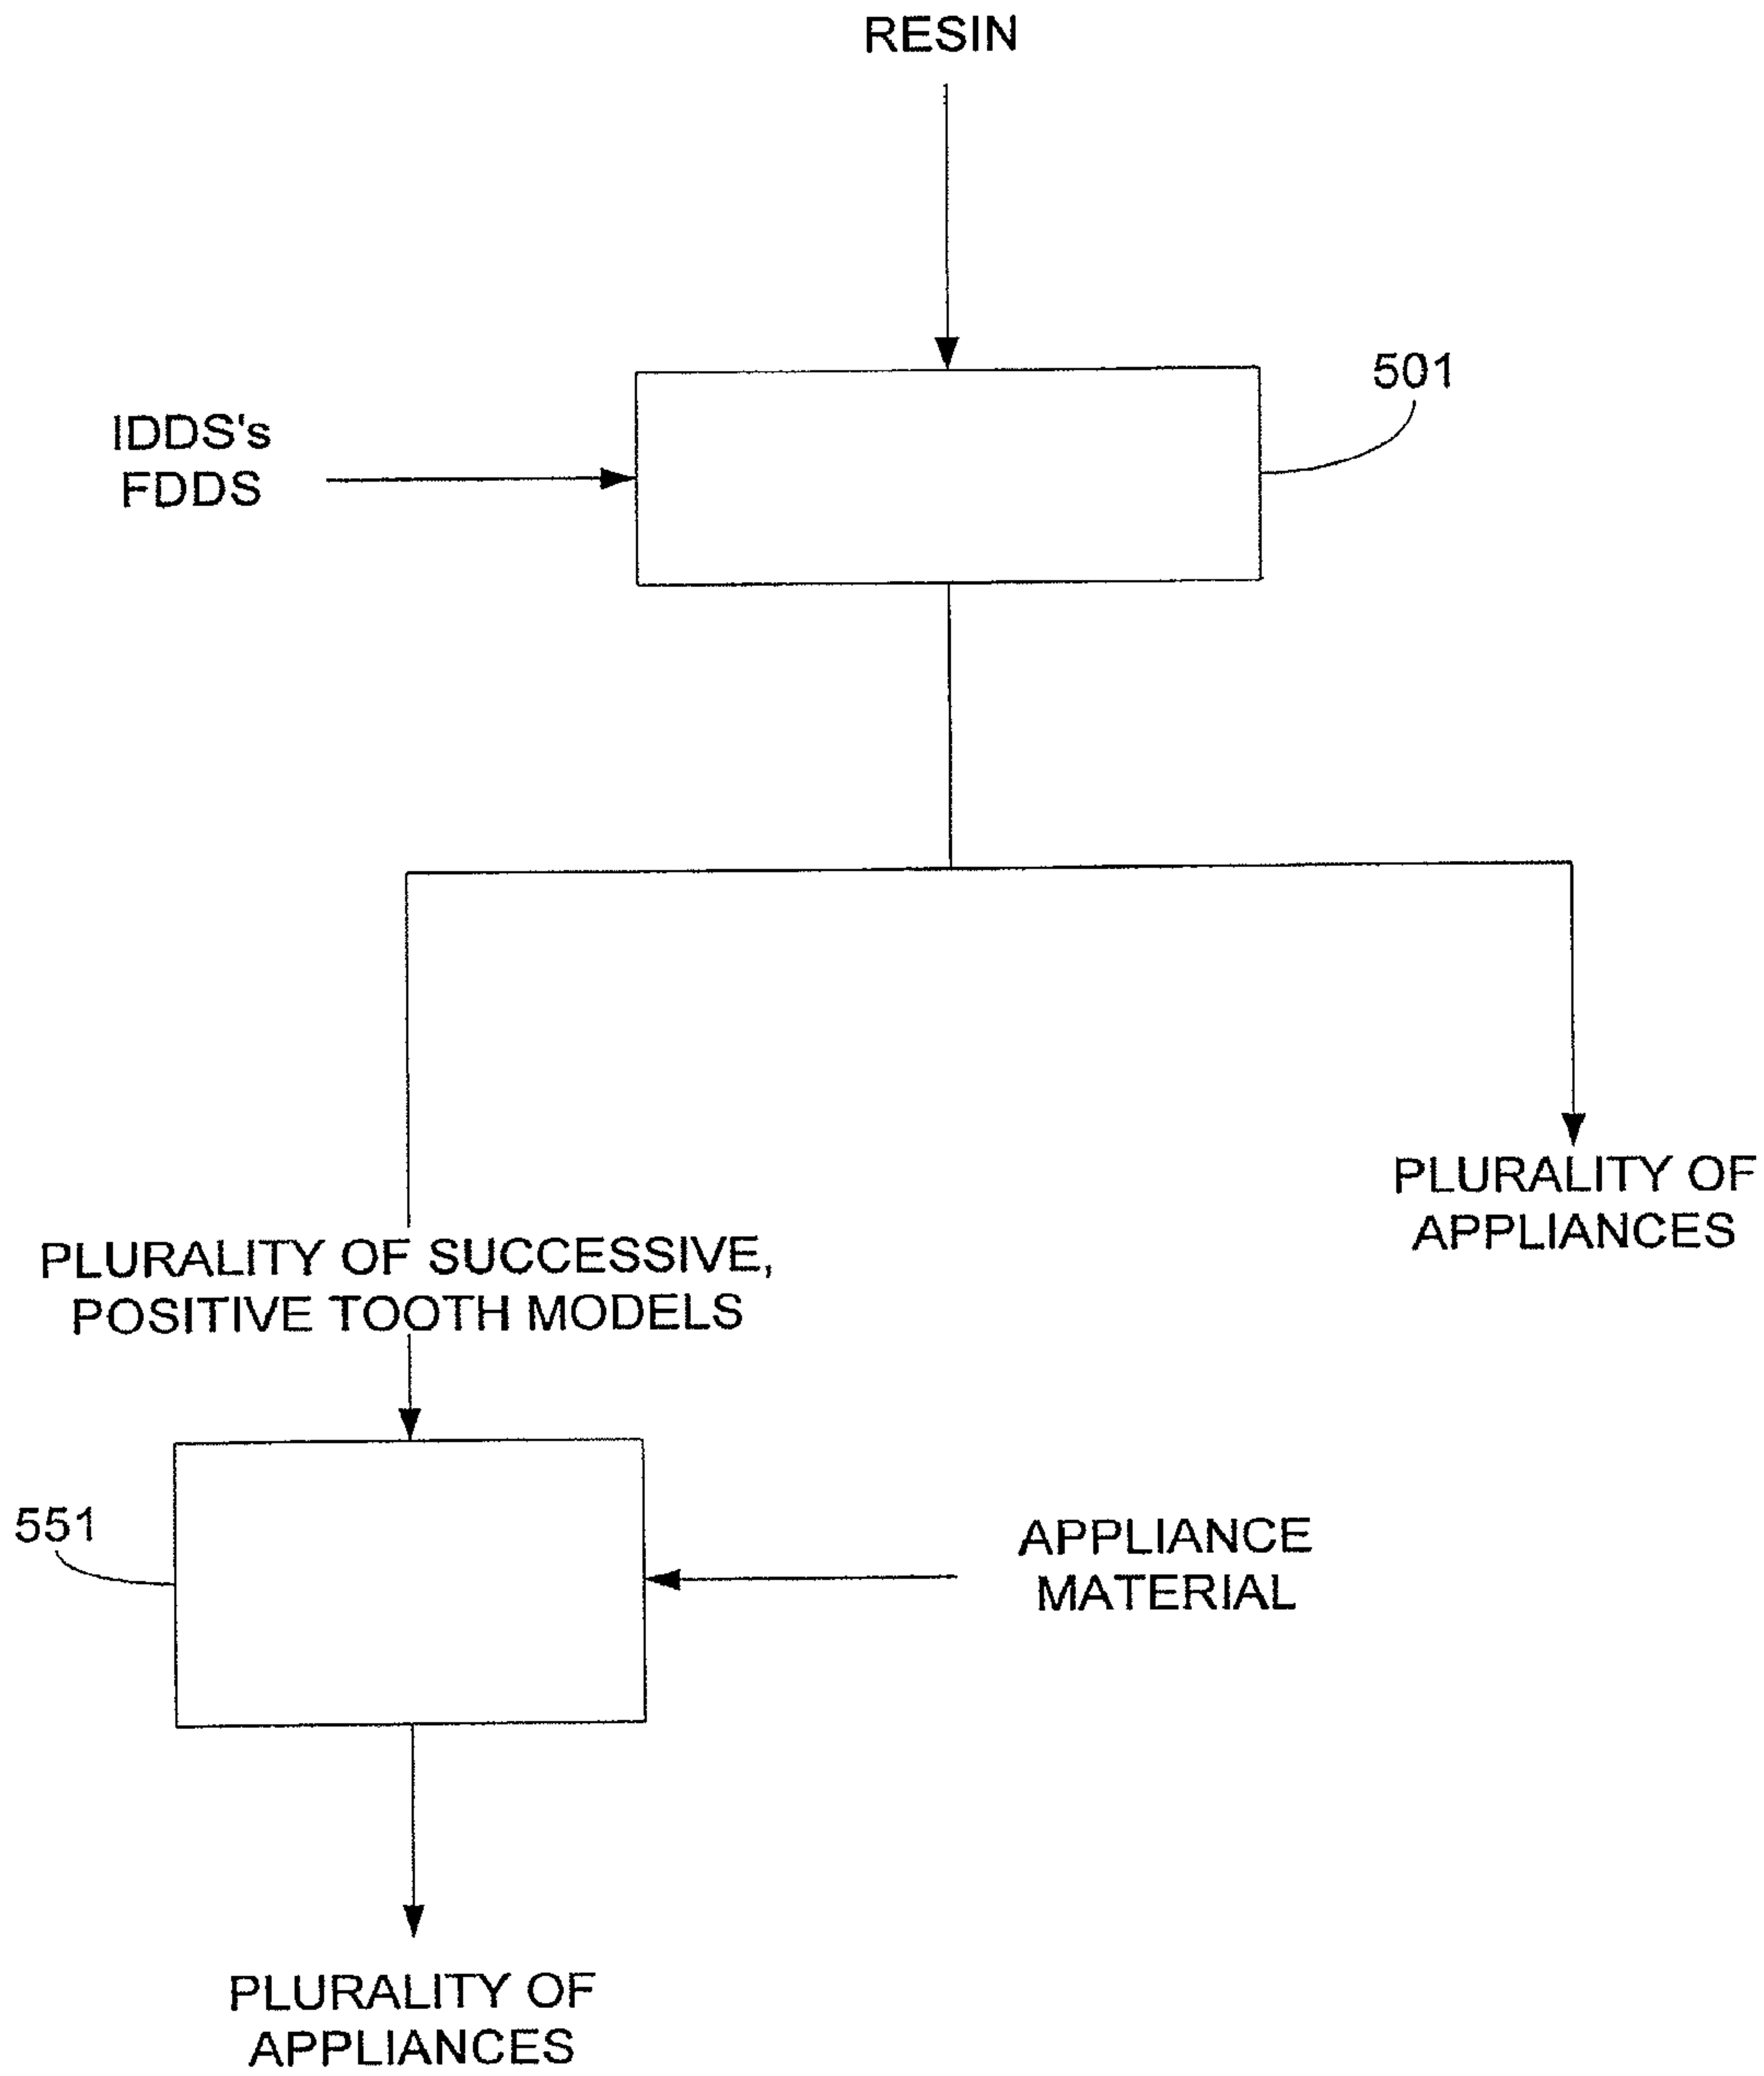 RESIN
501
IDDS's
FDDS
PLURALITY OF
APPLIANCES
PLURALITY OF SUCCESSIVE,
POSITIVE TOOTH MODELS
551
APPLIANCE
MATERIAL
PLURALITY OF
APPLIANCES